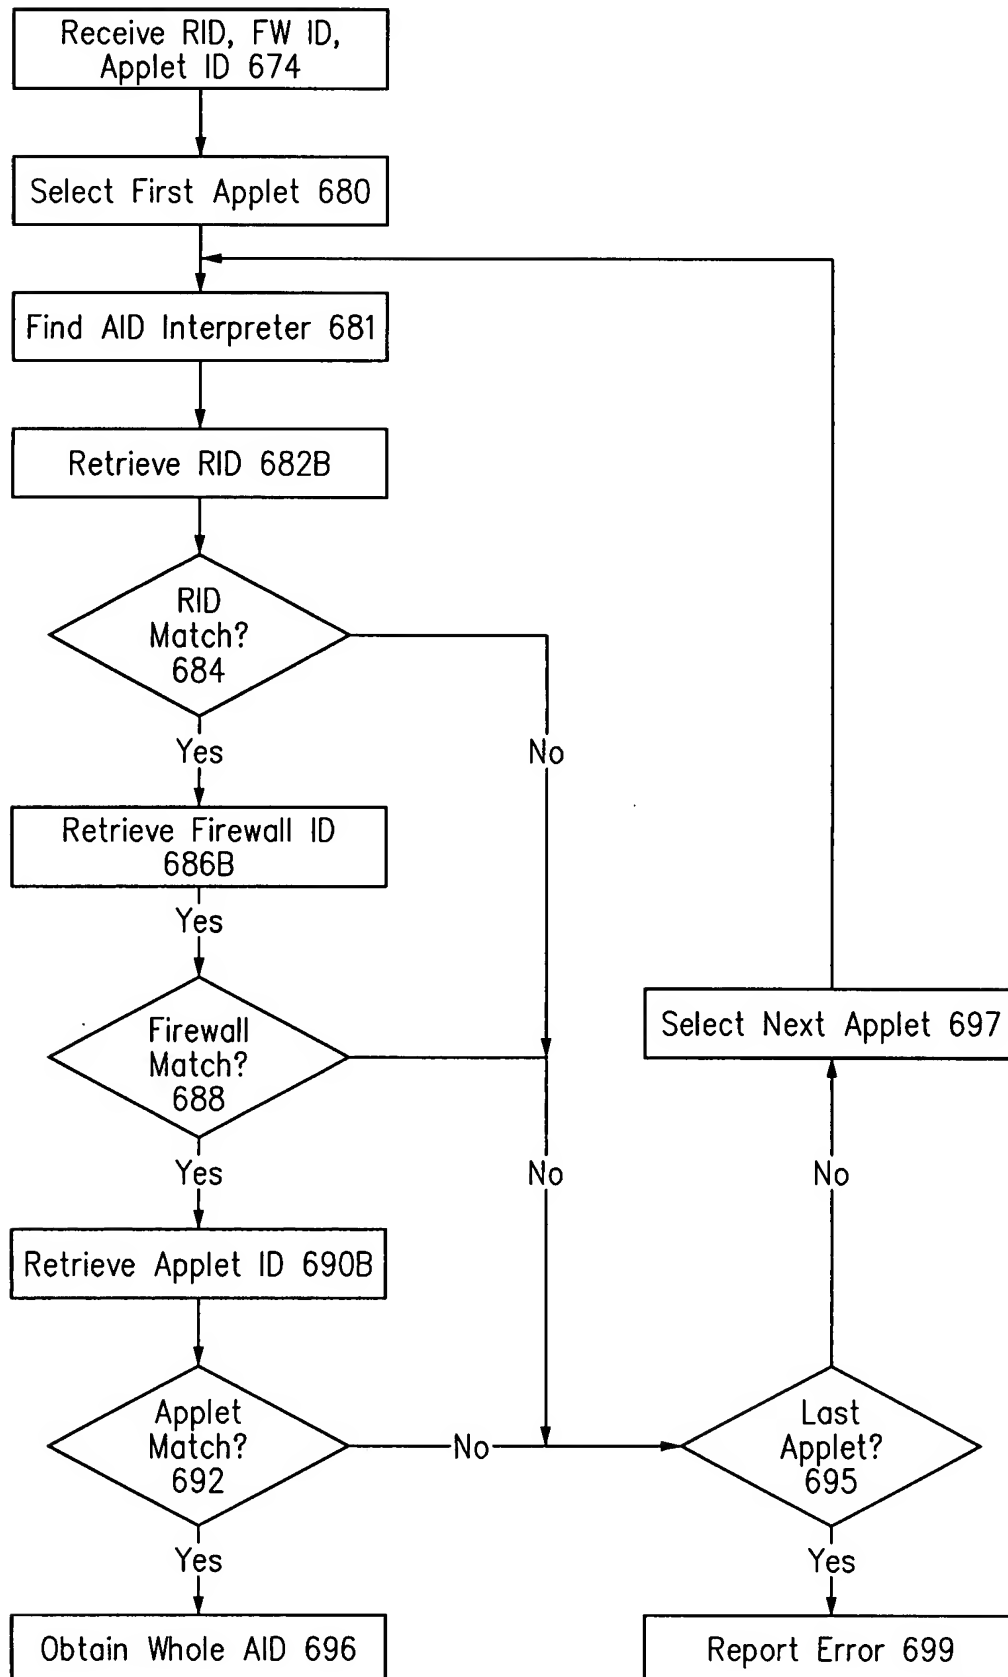 Receive RID, FW ID,
Applet ID 674
Select First Applet 680
Find AID Interpreter 681
Retrieve RID 682B
RID
Match?
684
Yes
No
Retrieve Firewall ID
686B
Yes
Firewall
Match?
688
Select Next Applet 697
Yes
No
No
Retrieve Applet ID 690B
Applet
Match?
692
No
Last
Applet?
695
Yes
Yes
Obtain Whole AID 696
Report Error 699